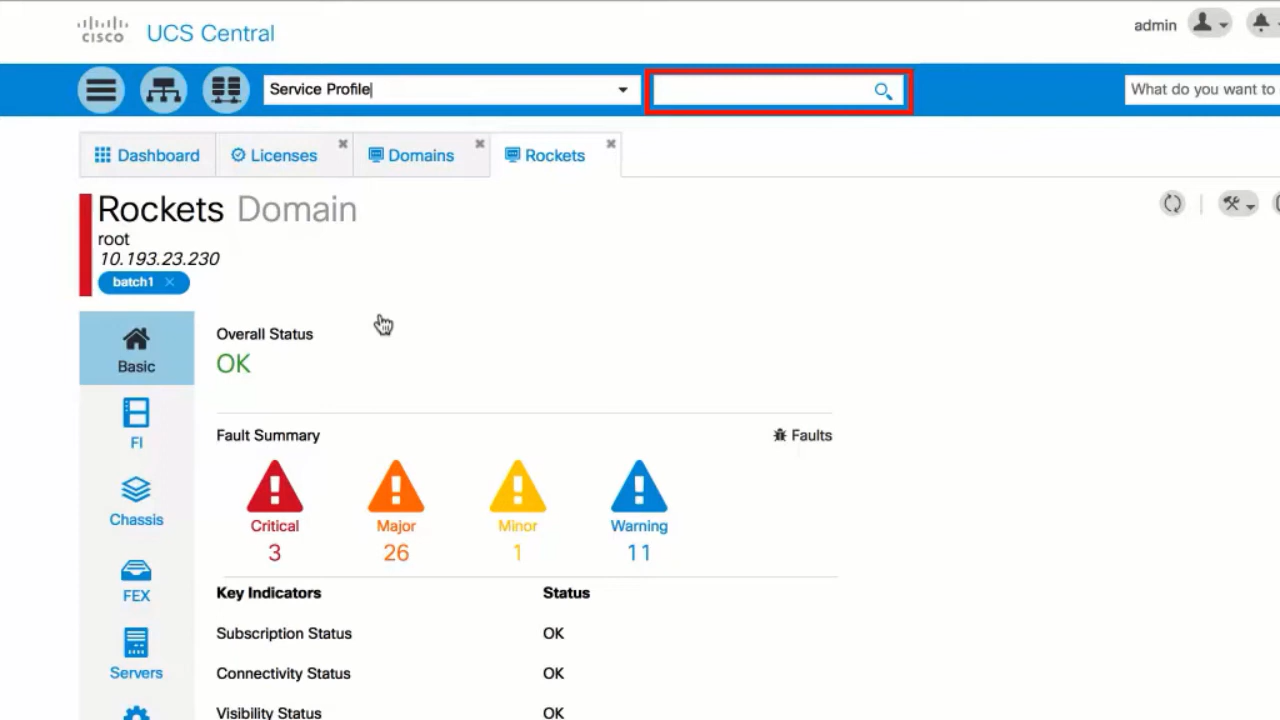 CISCO UCS Central
admin
Service Profile
What do you want to
Dashboard Licenses Domains Rockets
Rockets Domain
root
10.193.23.230
batch1
Basic
FI
Chassis
FEX
Servers
Overall Status
OK
Fault Summary Faults
Critical Major Minor Warning
3 26 1 11
Key Indicators Status
Subscription Status OK
Connectivity Status OK
Visibility Status OK